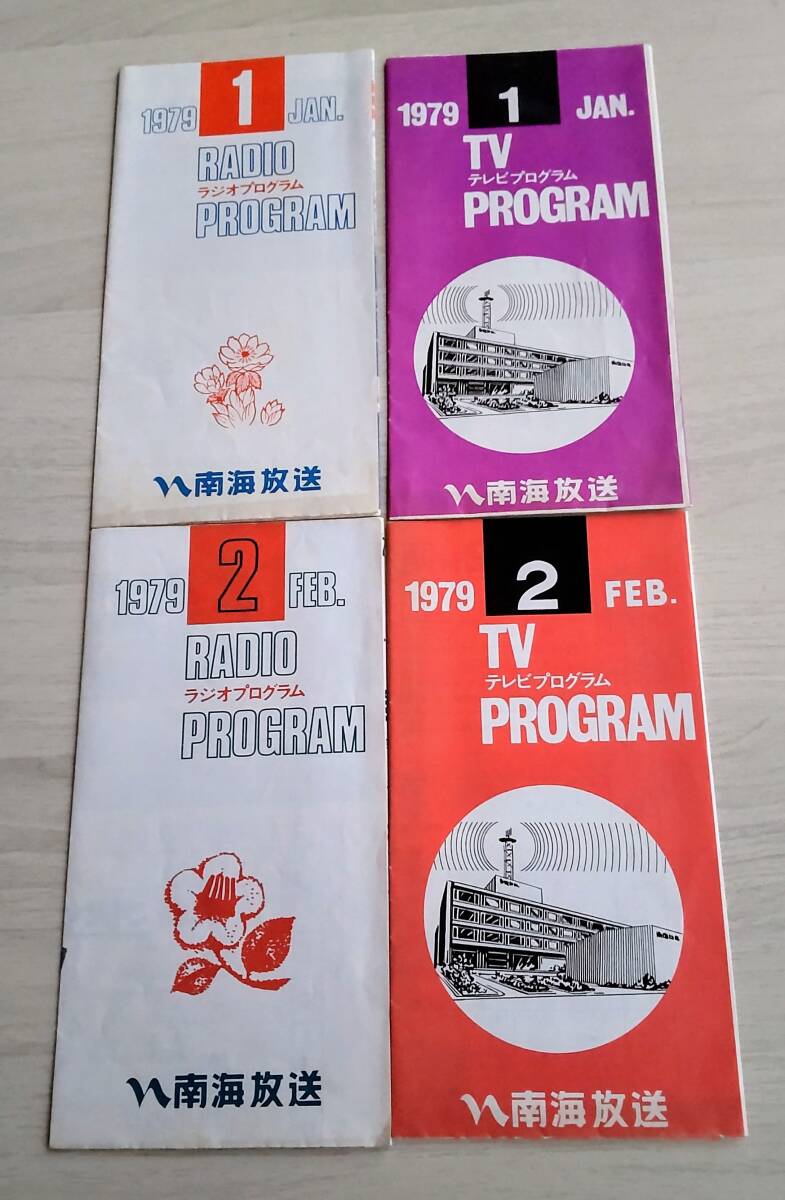 1979 1 JAN.
RADIO
ラジオプログラム
PROGRAM
南海放送
1979 1 JAN.
TV
テレビプログラム
PROGRAM
南海放送
1979 2 FEB.
RADIO
ラジオプログラム
PROGRAM
南海放送
1979 2 FEB.
TV
テレビプログラム
PROGRAM
南海放送